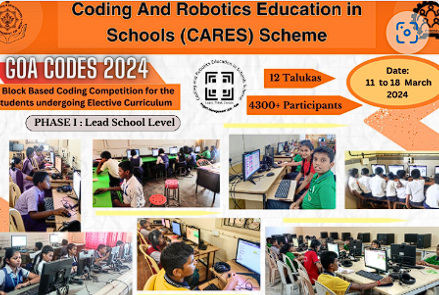 Coding And Robotics Education in
Schools (CARES) Scheme
GOA CODES 2024
Block Based Coding Competition for the
tudents undergoing Elective Curriculum
PHASE I : Lead School Level
12 Talukas
4300+ Participants
Date:
11 to 18 March
2024